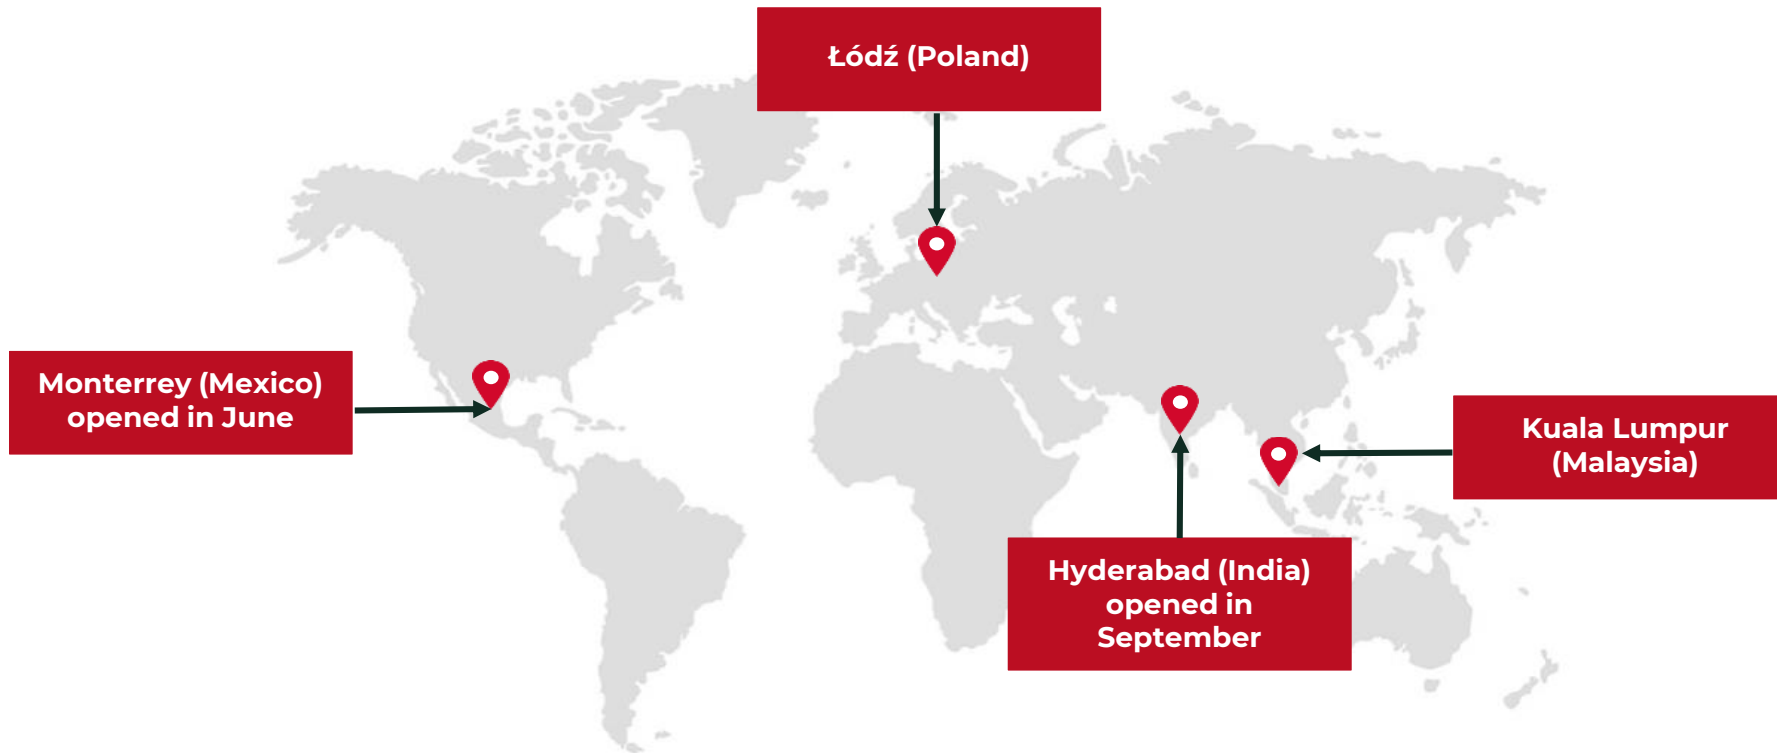 Łódź (Poland)
Monterrey (Mexico)
opened in June
Kuala Lumpur
(Malaysia)
Hyderabad (India)
opened in
September